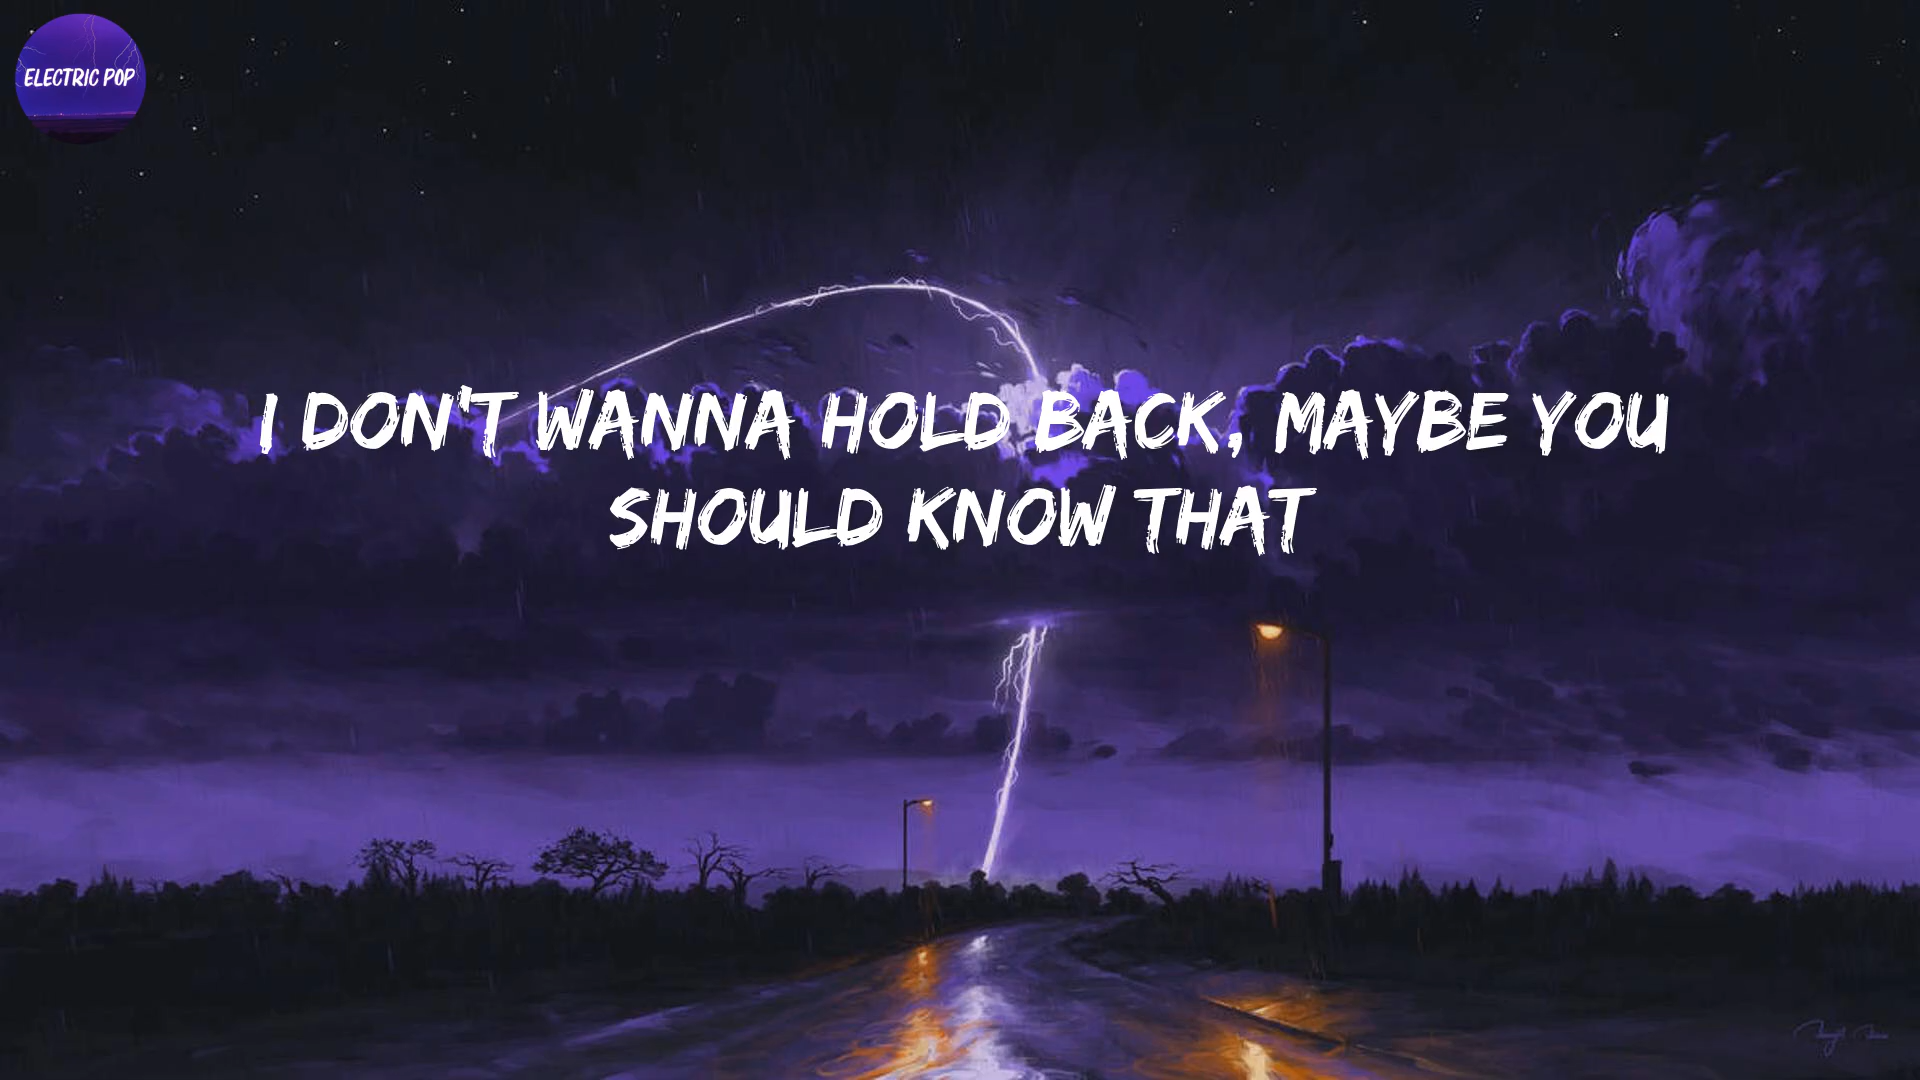 ELECTRIC POP
I DON'T WANNA HOLD BACK, MAYBE YOU
SHOULD KNOW THAT